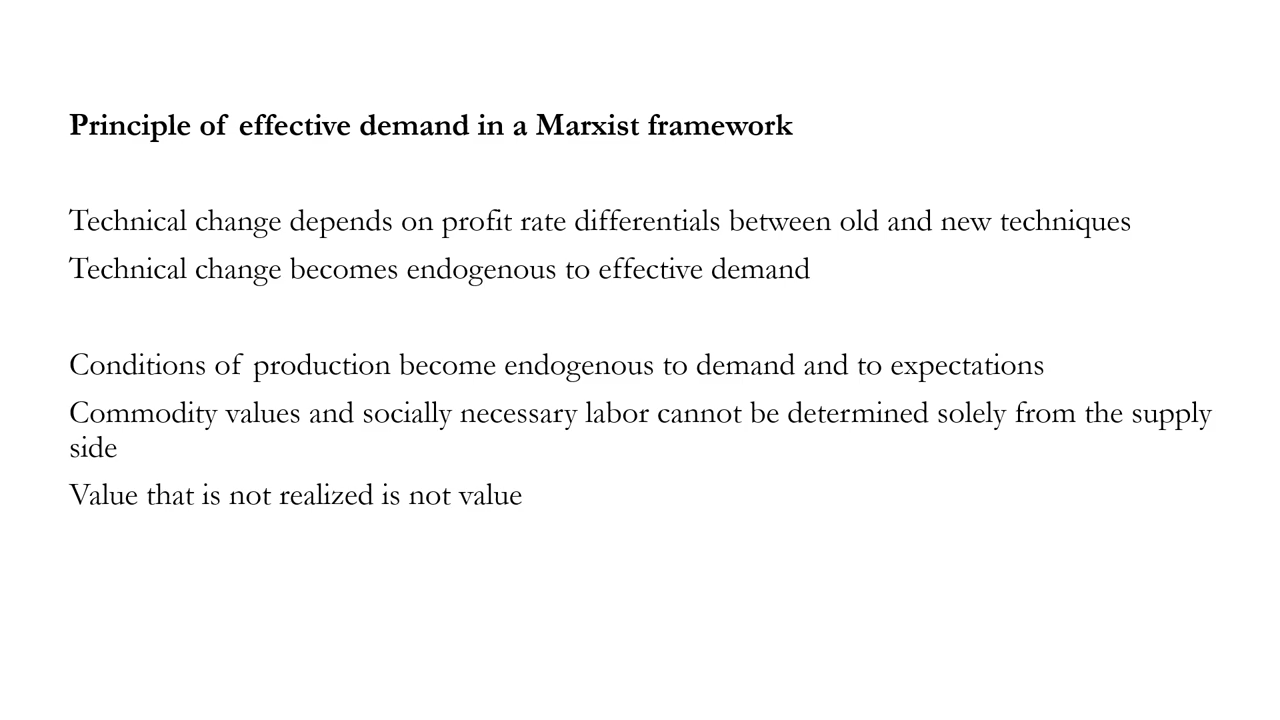 Principle of effective demand in a Marxist framework
Technical change depends on profit rate differentials between old and new techniques
Technical change becomes endogenous to effective demand
Conditions of production become endogenous to demand and to expectations
Commodity values and socially necessary labor cannot be determined solely from the supply
side
Value that is not realized is not value